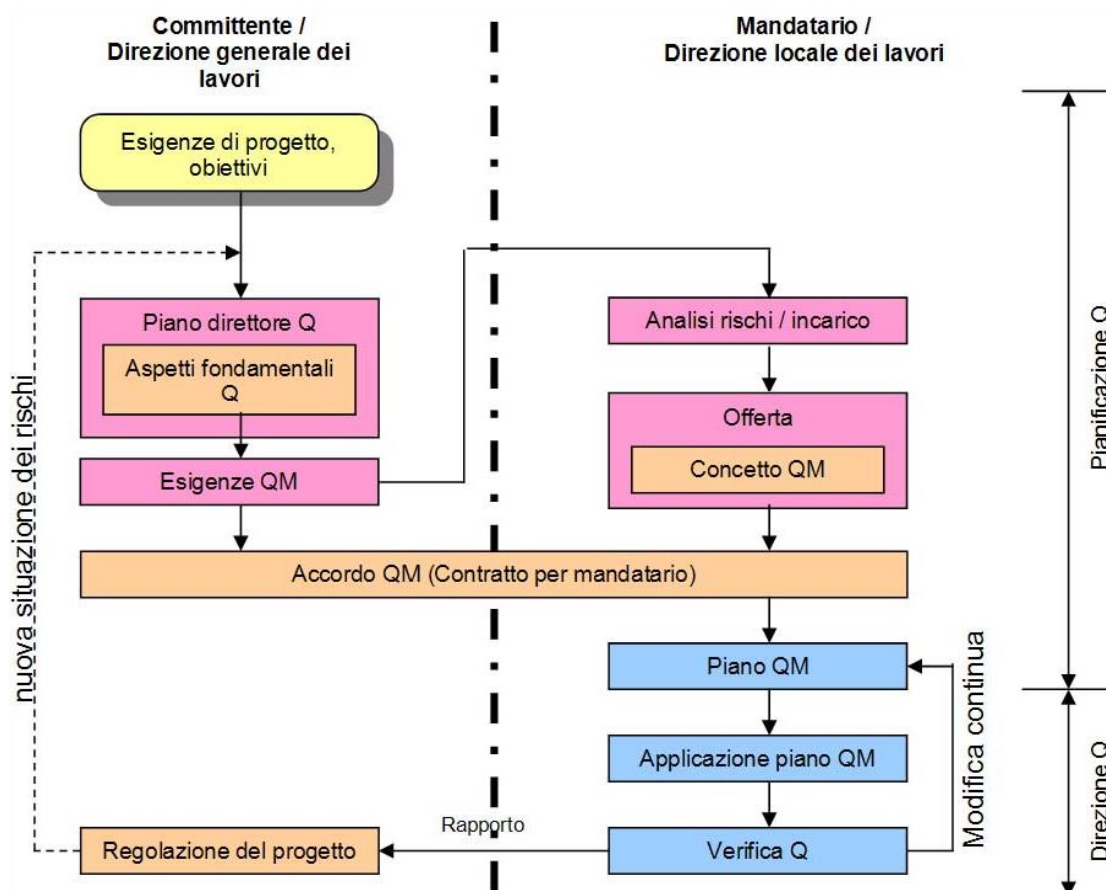 Committente /
Direzione generale dei
lavori
Mandatario /
Direzione locale dei lavori
Esigenze di progetto,
obiettivi
Piano direttore Q
Aspetti fondamentali
Q
Esigenze QM
Analisi rischi / incarico
Offerta
Concetto QM
Accordo QM (Contratto per mandatario)
Piano QM
Applicazione piano QM
Verifica Q
Rapporto
Regolazione del progetto
nuova situazione dei rischi
Modifica continua
Pianificazione Q
Direzione Q